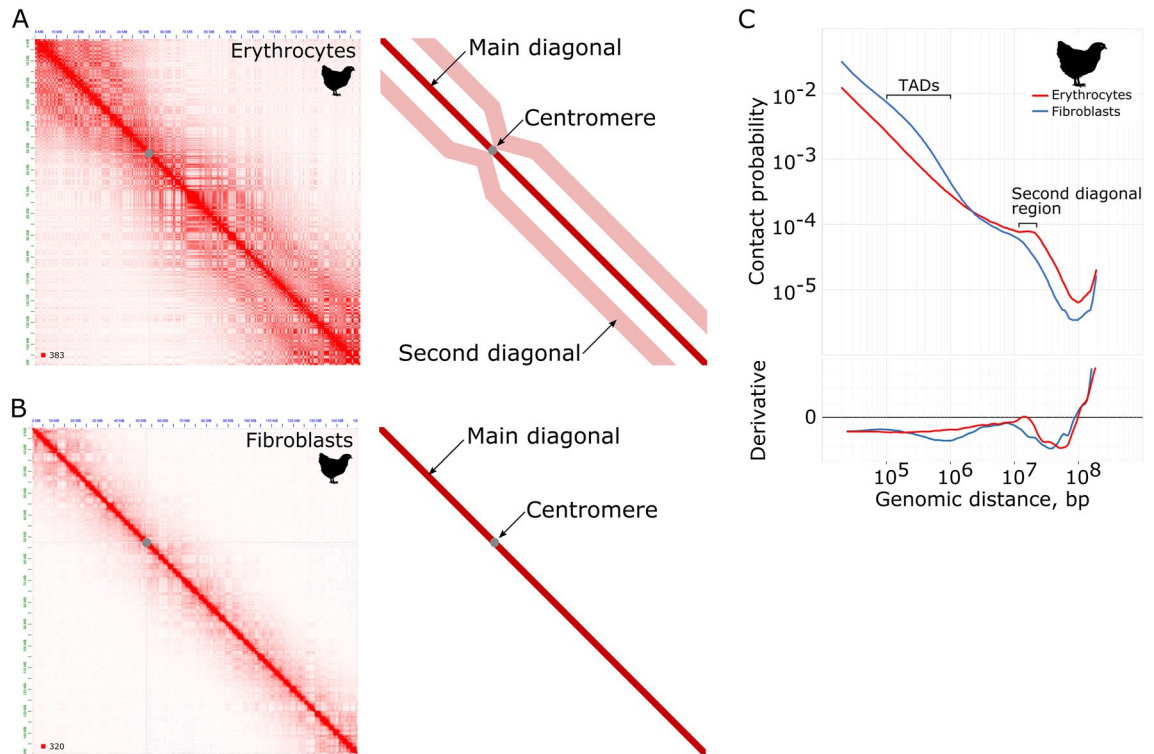 A
Erythrocytes
383
Main diagonal
Centromere
Second diagonal
B
Fibroblasts
320
Main diagonal
Centromere
C
Contact probability
10-2
10-3
10-4
10-5
TADs
Erythrocytes
Fibroblasts
Second diagonal
region
Derivative
0
10^5 10^6 10^7 10^8
Genomic distance, bp